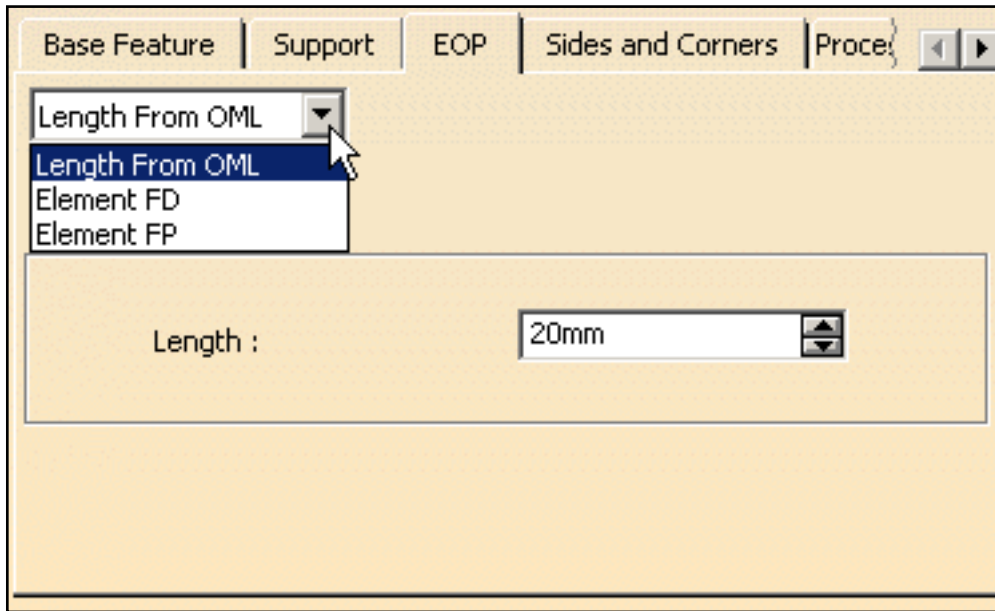 Base Feature Support EOP Sides and Corners
Length From OML
Length From OML
Element FD
Element FP
Length : 20mm